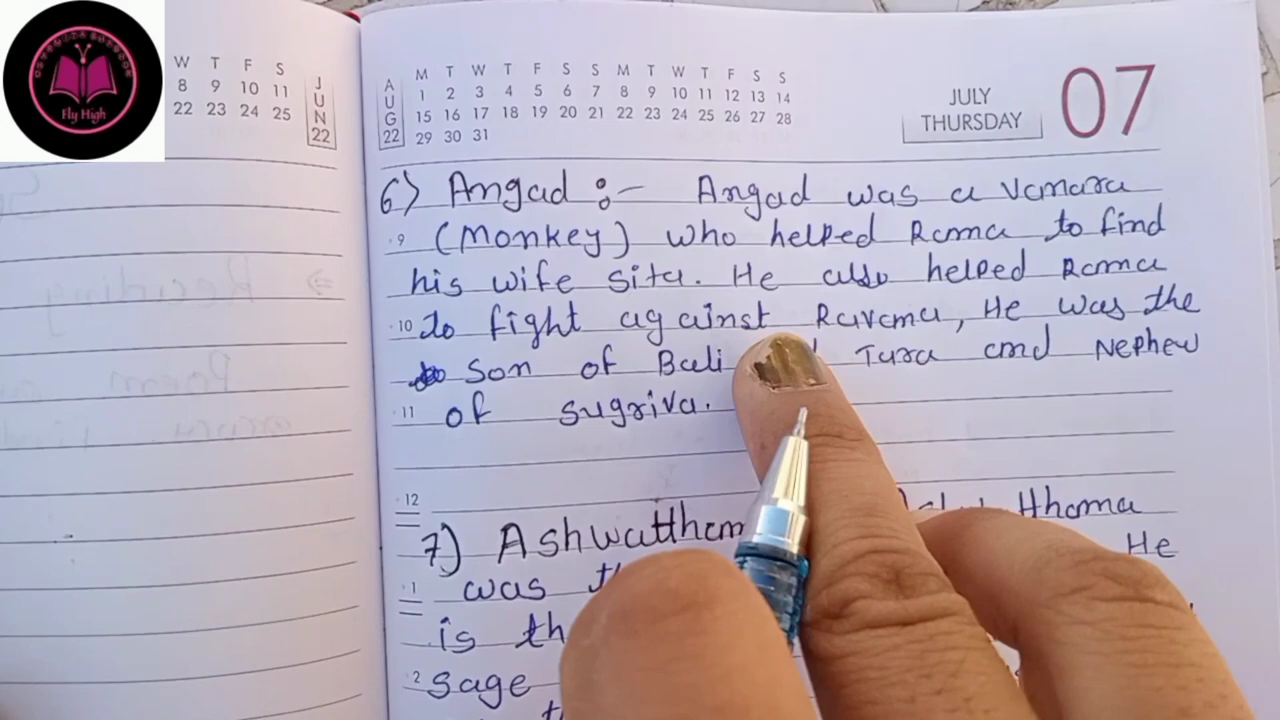 Fly High
W T F S
8 9 10 11
22 23 24 25
JUN 22
AUG 22
M T W T F S S M T W T F S S
1 2 3 4 5 6 7 8 9 10 11 12 13 14
15 16 17 18 19 20 21 22 23 24 25 26 27 28
29 30 31
JULY
THURSDAY
07
6) Angad :- Angad was a Vanara
9 (Monkey) who helped Rama to find
his wife Sita. He also helped Rama
10 to fight against Ravana, He was the
son of Bali Tara and Nephew
11 of sugriva.
12
7) Ashwattham
He
1 was
is th
2 sage